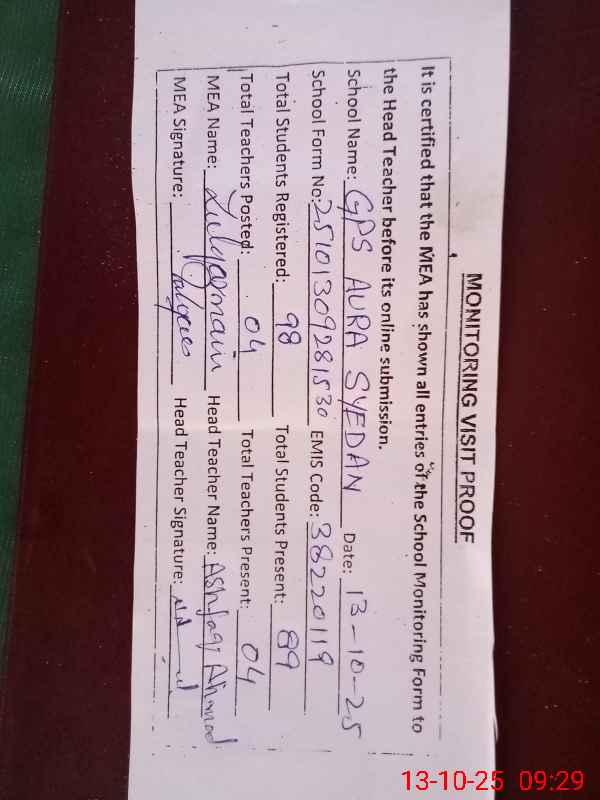 MONITORING VISIT PROOF
It is certified that the MEA has shown all entries of the School Monitoring Form to
the Head Teacher before its online submission.
School Name: GPS AURA SYEDAN Date: 13-10-25
School Form No: 25101309281530 EMIS Code: 38220119
Total Students Registered: 98 Total Students Present: 89
Total Teachers Posted: 04 Total Teachers Present: 04
MEA Name: Zulqarnain Head Teacher Name: Ashfaq Ahmad
MEA Signature: Head Teacher Signature:
13-10-25 09:29